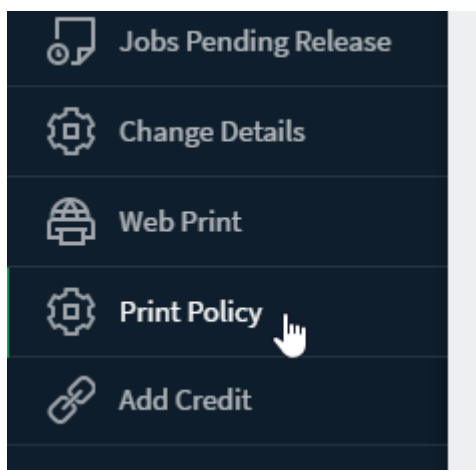 Jobs Pending Release
Change Details
Web Print
Print Policy
Add Credit